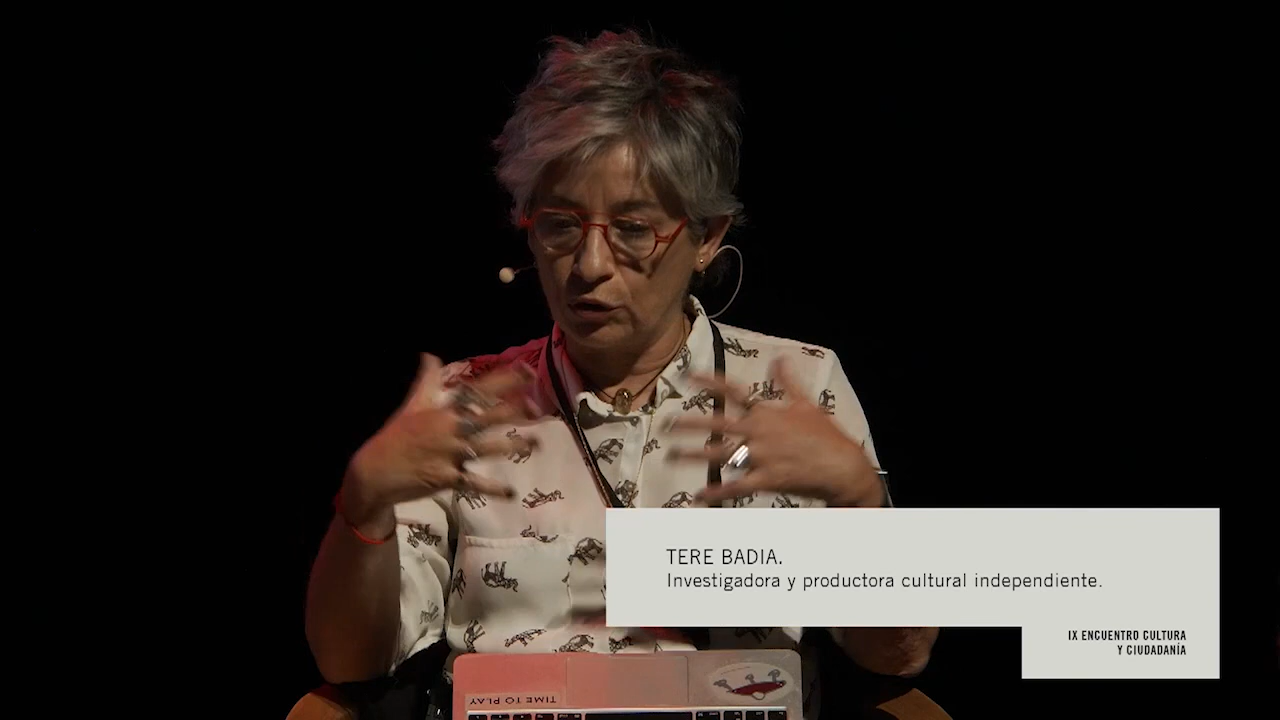 TERE BADIA.
Investigadora y productora cultural independiente.
IX ENCUENTRO CULTURA
Y CIUDADANÍA
TIME TO PLAY